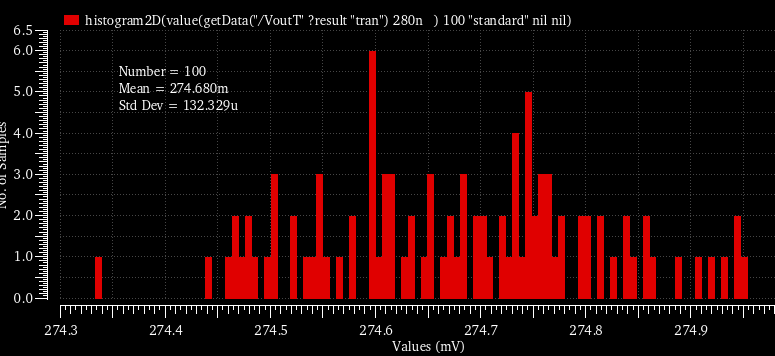 histogram2D(value(getData("/VoutT" ?result "tran") 280n ) 100 "standard" nil nil)
Number = 100
Mean = 274.680m
Std Dev = 132.329u
No. of Samples
6.5
6.0
5.0
4.0
3.0
2.0
1.0
0.0
274.3 274.4 274.5 274.6 274.7 274.8 274.9
Values (mV)